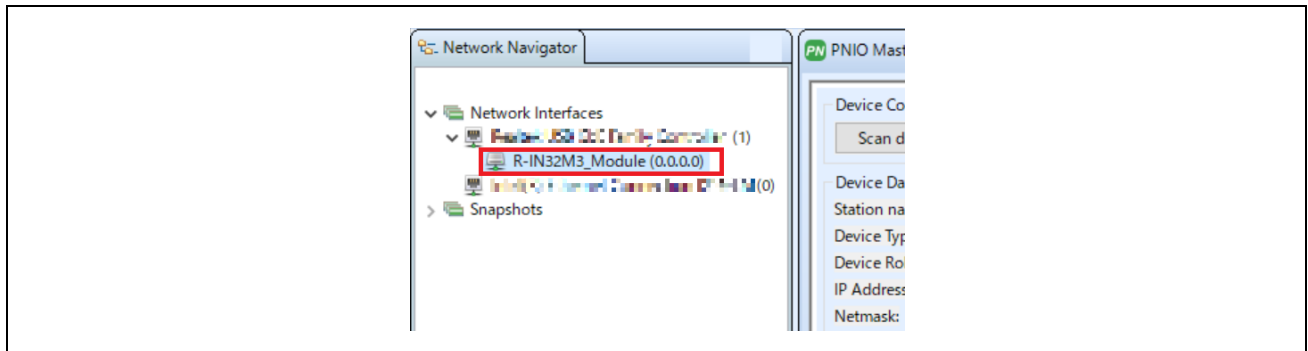 Network Navigator
Network Interfaces
(1)
R-IN32M3_Module (0.0.0.0)
(0)
Snapshots
PN PNIO Mast
Device Co
Scan d
Device Da
Station na
Device Typ
Device Ro
IP Address
Netmask: